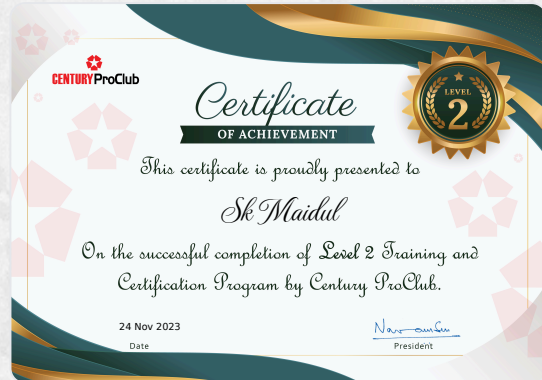 CENTURY ProClub
Certificate
OF ACHIEVEMENT
LEVEL
2
This certificate is proudly presented to
Sk Maidul
On the successful completion of Level 2 Training and
Certification Program by Century ProClub.
24 Nov 2023
Date
President